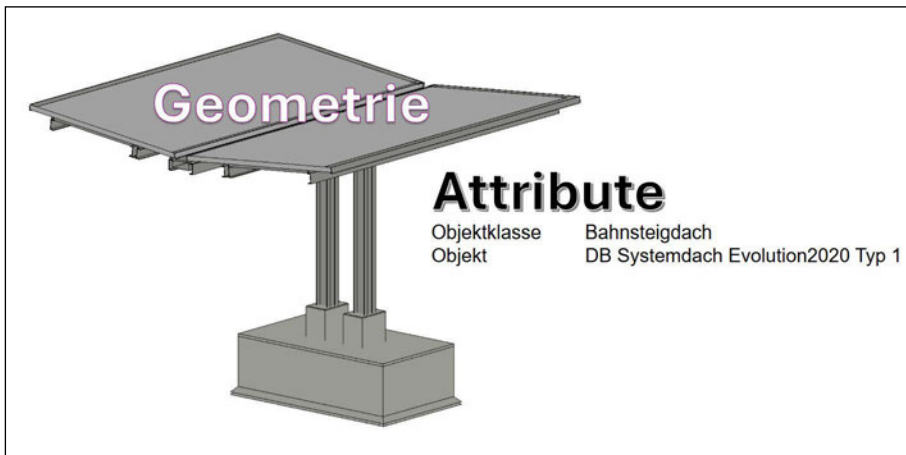 Geometrie
Attribute
Objektklasse Bahnsteigdach
Objekt DB Systemdach Evolution2020 Typ 1